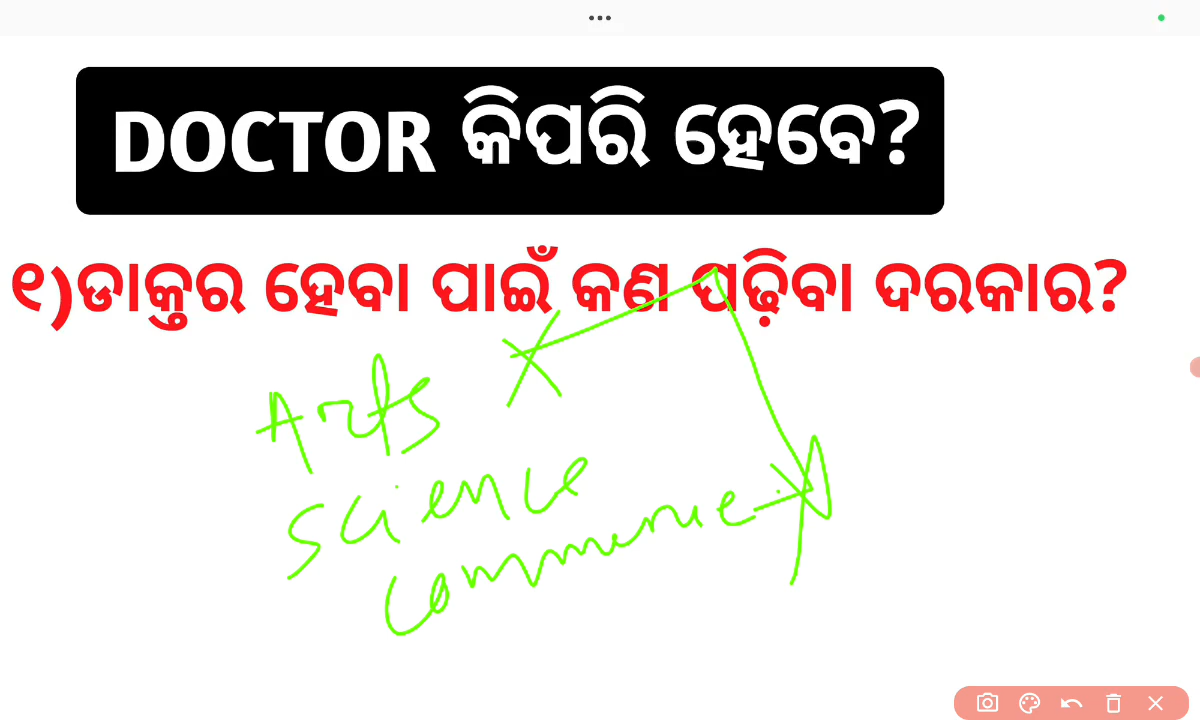 DOCTOR କିପରି ହେବେ?
୧)ଡାକ୍ତର ହେବା ପାଇଁ କଣ ପଢ଼ିବା ଦରକାର?
Arts
Science
Commerce